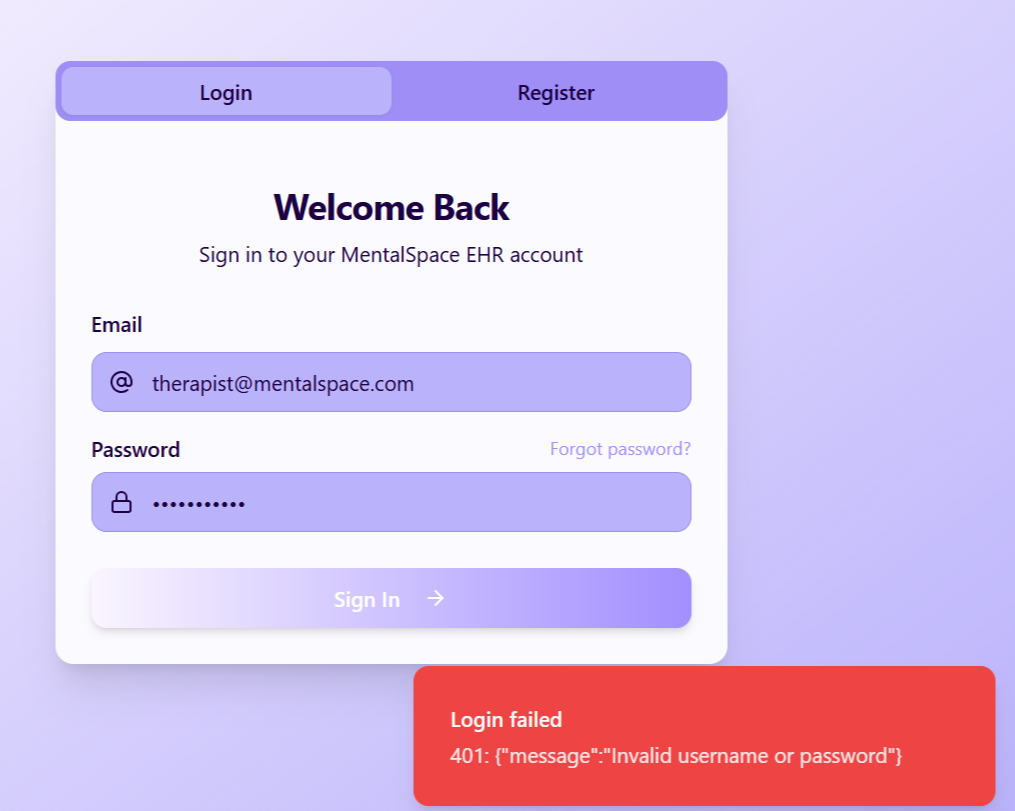 Login
Register
Welcome Back
Sign in to your MentalSpace EHR account
Email
therapist@mentalspace.com
Password
Forgot password?
•••••••••••
Sign In →
Login failed
401: {"message":"Invalid username or password"}